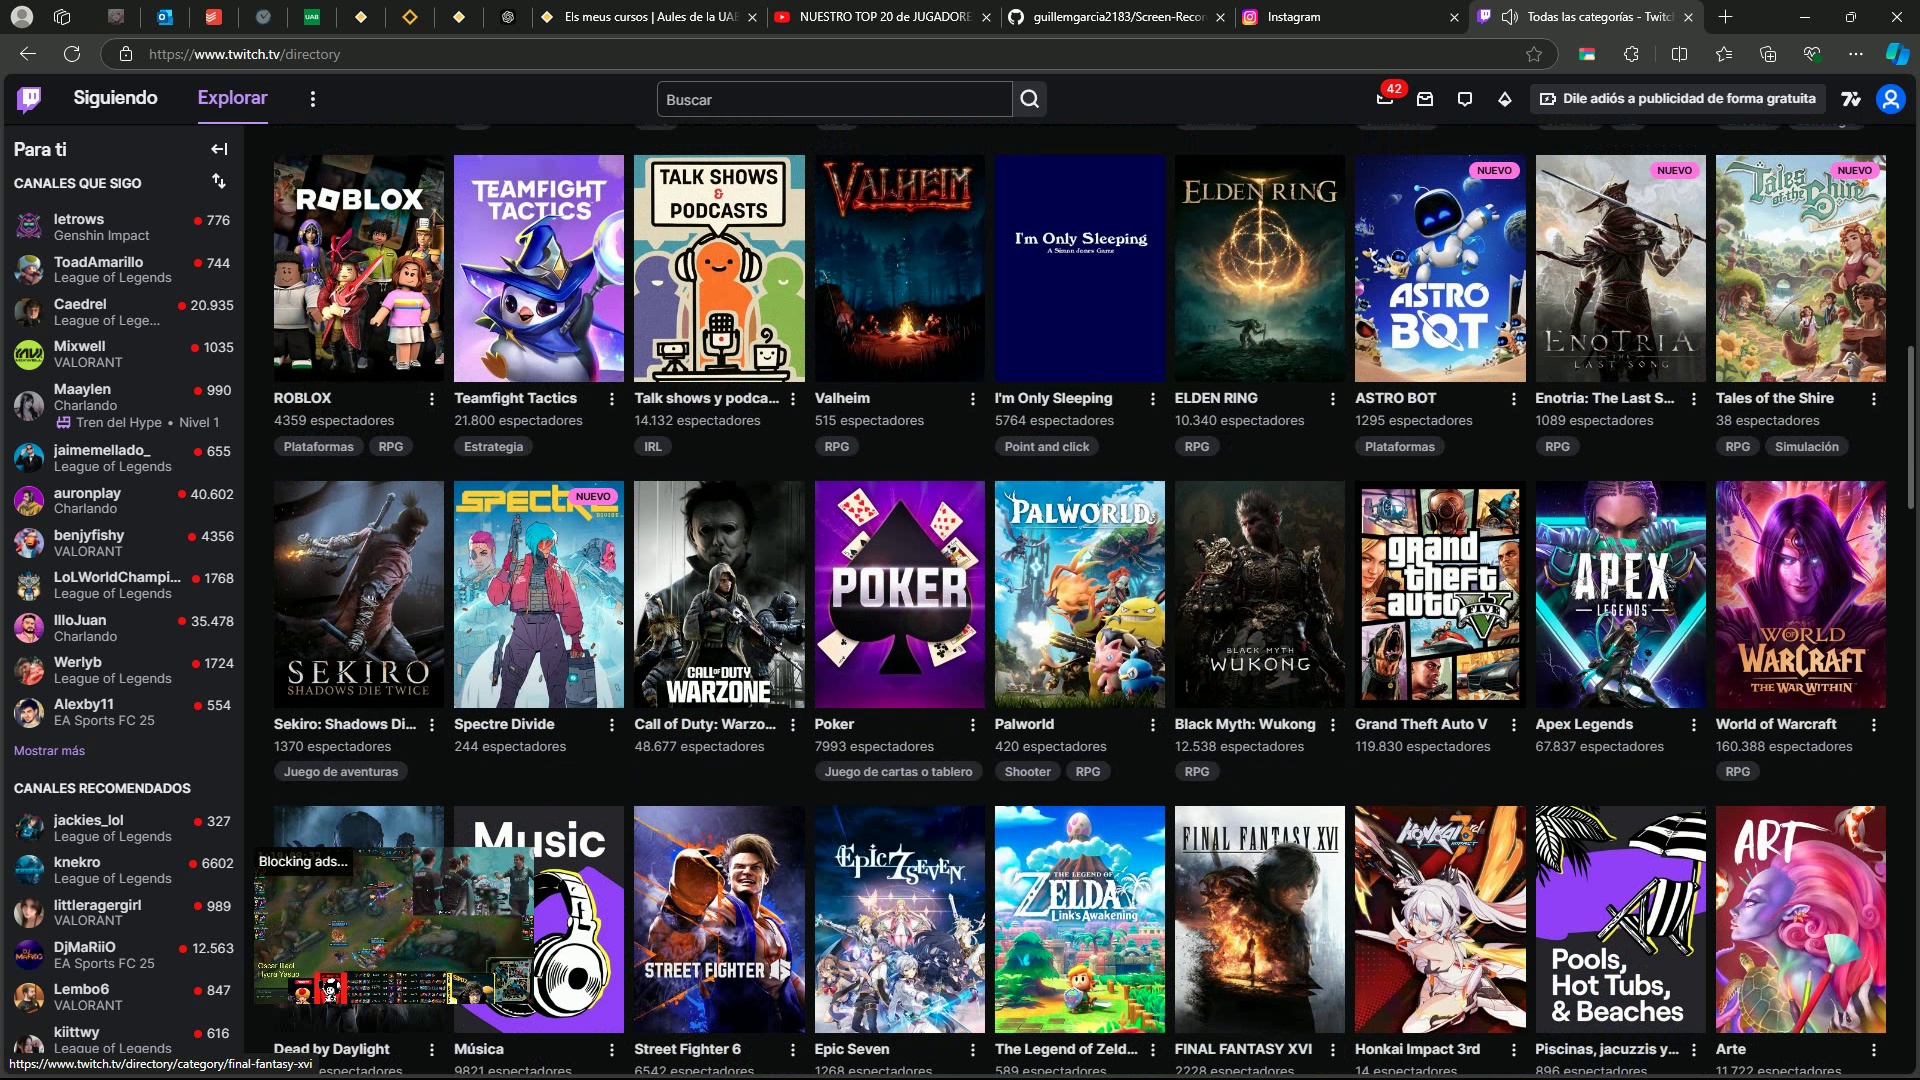 Els meus cursos | Aules de la UAB
NUESTRO TOP 20 de JUGADORE
guillemgarcia2183/Screen-Recor
Instagram
Todas las categorías - Twitch
https://www.twitch.tv/directory
Siguiendo
Explorar
Buscar
42
Dile adiós a publicidad de forma gratuita
Para ti
CANALES QUE SIGO
letrows
776
Genshin Impact
ToadAmarillo
744
League of Legends
Caedrel
20.935
League of Lege...
Mixwell
1035
VALORANT
Maaylen
990
Charlando
Tren del Hype • Nivel 1
jaimemellado_
655
League of Legends
auronplay
40.602
Charlando
benjyfishy
4356
VALORANT
LoLWorldChampi...
1768
League of Legends
IlloJuan
35.478
Charlando
Werlyb
1724
League of Legends
Alexby11
554
EA Sports FC 25
Mostrar más
CANALES RECOMENDADOS
jackies_lol
327
League of Legends
knekro
6602
League of Legends
littleragergirl
989
VALORANT
DjMaRiiO
12.563
EA Sports FC 25
Lembo6
847
VALORANT
kiittwy
616
League of Legends
https://www.twitch.tv/directory/category/final-fantasy-xvi
ROBLOX
ROBLOX
4359 espectadores
Plataformas
RPG
TEAMFIGHT
TACTICS
Teamfight Tactics
21.800 espectadores
Estrategia
TALK SHOWS
&
PODCASTS
Talk shows y podca...
14.132 espectadores
IRL
VALHEIM
Valheim
515 espectadores
RPG
I'm Only Sleeping
A Simon Jones Game
I'm Only Sleeping
5764 espectadores
Point and click
ELDEN RING
ELDEN RING
10.340 espectadores
RPG
NUEVO
ASTRO
BOT
ASTRO BOT
1295 espectadores
Plataformas
NUEVO
ENOTRIA
THE
LAST SONG
Enotria: The Last S...
1089 espectadores
RPG
NUEVO
Tales
of the Shire
Tales of the Shire
38 espectadores
RPG
Simulación
SEKIRO
SHADOWS DIE TWICE
Sekiro: Shadows Di...
1370 espectadores
Juego de aventuras
NUEVO
SPECTRE
DIVIDE
Spectre Divide
244 espectadores
CALL OF DUTY
WARZONE
Call of Duty: Warzo...
48.677 espectadores
POKER
Poker
7993 espectadores
Juego de cartas o tablero
PALWORLD
Palworld
420 espectadores
Shooter
RPG
BLACK MYTH
WUKONG
Black Myth: Wukong
12.538 espectadores
RPG
grand
theft
auto
FIVE
Grand Theft Auto V
119.830 espectadores
APEX
LEGENDS
Apex Legends
67.837 espectadores
WORLD
OF
WARCRAFT
THE WAR WITHIN
World of Warcraft
160.388 espectadores
RPG
Blocking ads...
Dead by Daylight
espectadores
Music
Música
9821 espectadores
STREET FIGHTER 6
Street Fighter 6
6542 espectadores
Epic7Seven
Epic Seven
1268 espectadores
THE LEGEND OF
ZELDA
Link's Awakening
The Legend of Zeld...
589 espectadores
FINAL FANTASY XVI
FINAL FANTASY XVI
2228 espectadores
HONKAI 3rd
IMPACT
Honkai Impact 3rd
14 espectadores
Pools,
Hot Tubs,
& Beaches
Piscinas, jacuzzis y...
896 espectadores
ART
Arte
11.722 espectadores